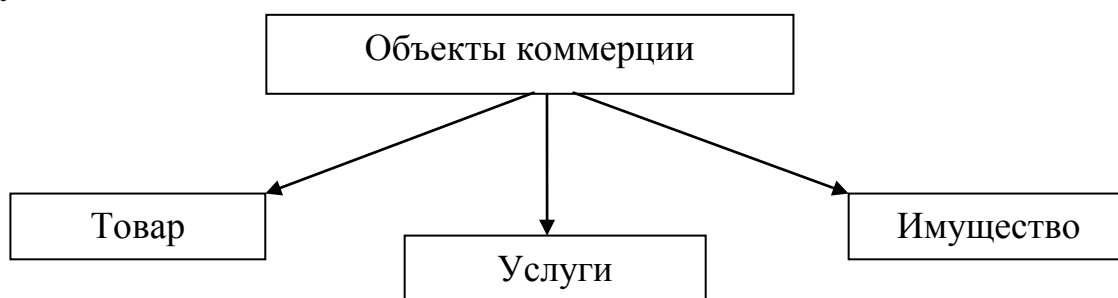 Объекты коммерции
Товар
Услуги
Имущество